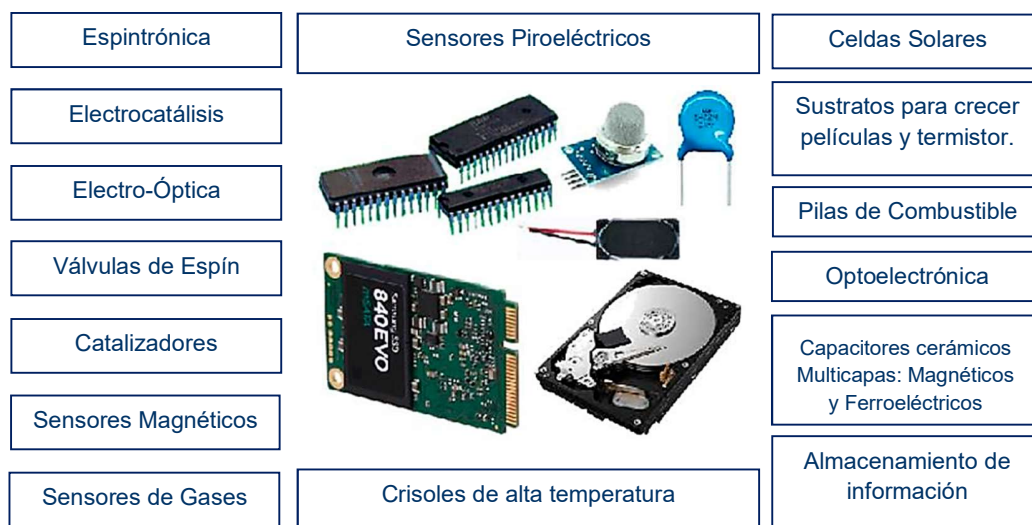 Espintrónica
Sensores Piroeléctricos
Celdas Solares
Electrocatálisis
Sustratos para crecer
películas y termistor.
Electro-Óptica
Pilas de Combustible
Válvulas de Espín
Optoelectrónica
Catalizadores
Capacitores cerámicos
Multicapas: Magnéticos
y Ferroeléctricos
Sensores Magnéticos
Almacenamiento de
información
Sensores de Gases
Crisoles de alta temperatura
840EVO